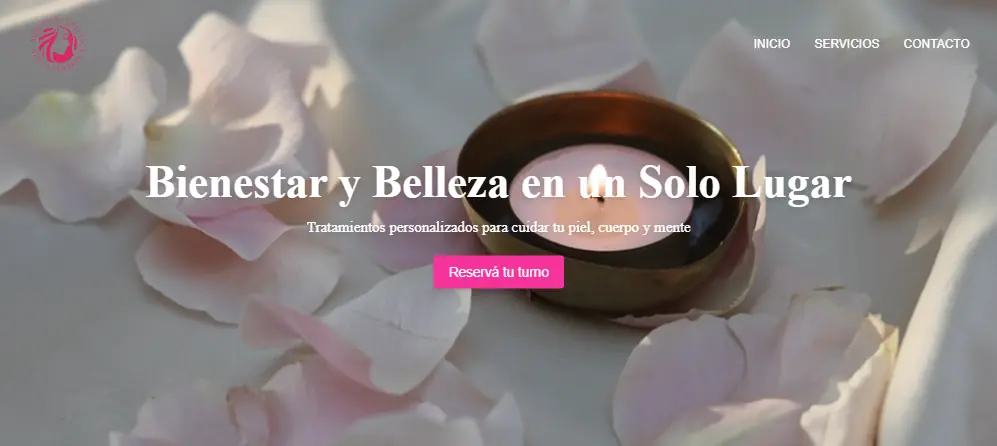 INICIO SERVICIOS CONTACTO
Bienestar y Belleza en un Solo Lugar
Tratamientos personalizados para cuidar tu piel, cuerpo y mente
Reservá tu turno